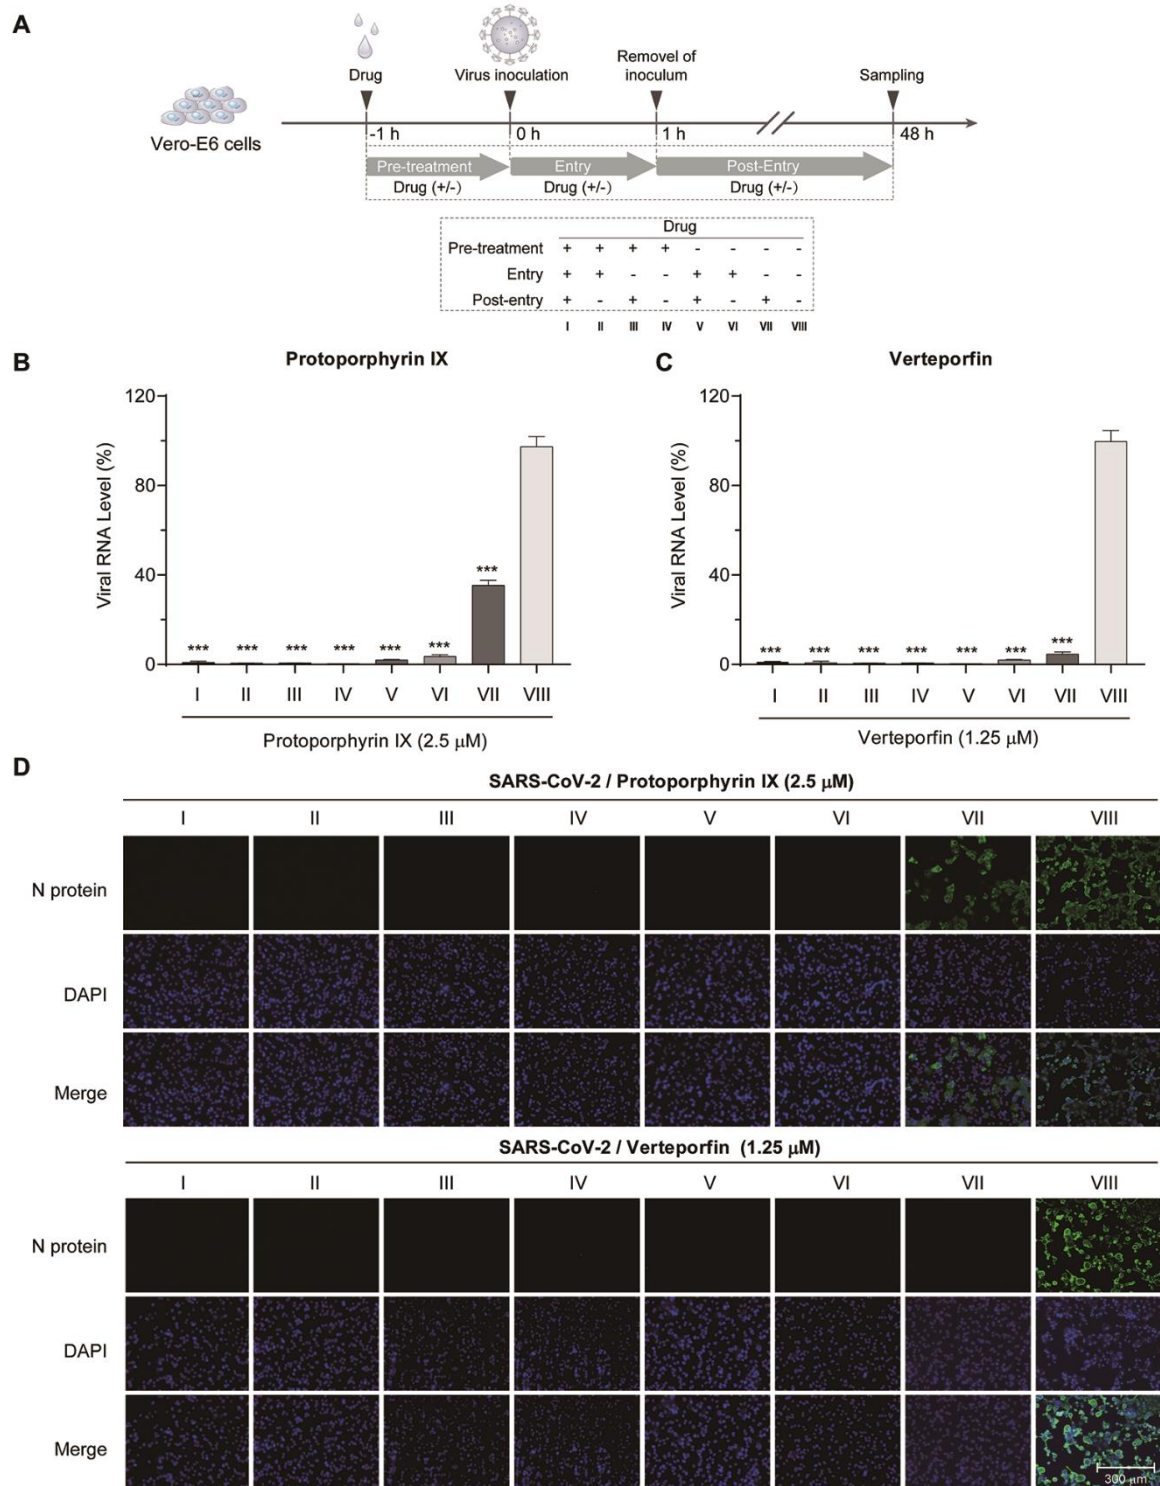 A
Drug
Virus inoculation
Removel of
inoculum
Sampling
Vero-E6 cells
-1 h
0 h
1 h
48 h
Pre-treatment
Entry
Post-Entry
Drug (+/-)
Drug (+/-)
Drug (+/-)
Drug
Pre-treatment + + + + - - - -
Entry + + - - + + - -
Post-entry + - + - + - + -
I II III IV V VI VII VIII
B
Protoporphyrin IX
Viral RNA Level (%)
120
80
40
0
*** *** *** *** *** *** ***
I II III IV V VI VII VIII
Protoporphyrin IX (2.5 μM)
C
Verteporfin
Viral RNA Level (%)
120
80
40
0
*** *** *** *** *** *** ***
I II III IV V VI VII VIII
Verteporfin (1.25 μM)
D
SARS-CoV-2 / Protoporphyrin IX (2.5 μM)
I II III IV V VI VII VIII
N protein
DAPI
Merge
SARS-CoV-2 / Verteporfin (1.25 μM)
I II III IV V VI VII VIII
N protein
DAPI
Merge
300 μm